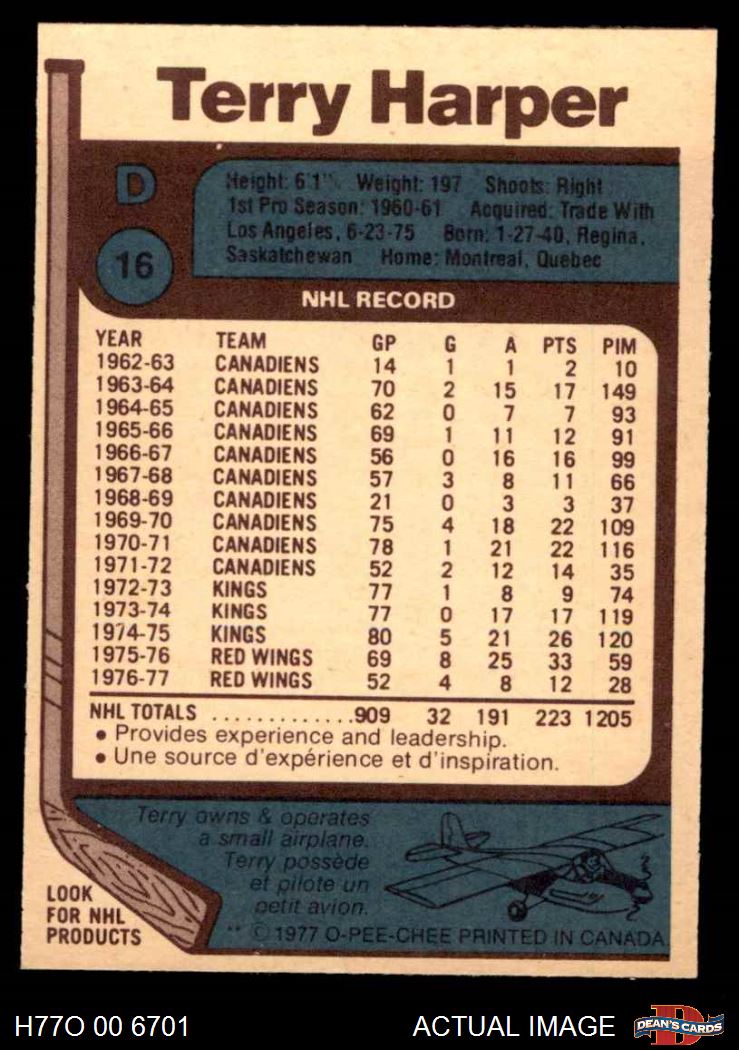 Terry Harper
D
16
Height: 6'1" Weight: 197 Shoots: Right
1st Pro Season: 1960-61 Acquired: Trade With
Los Angeles, 6-23-75 Born: 1-27-40, Regina,
Saskatchewan Home: Montreal, Quebec
NHL RECORD
YEAR TEAM GP G A PTS PIM
1962-63 CANADIENS 14 1 1 2 10
1963-64 CANADIENS 70 2 15 17 149
1964-65 CANADIENS 62 0 7 7 93
1965-66 CANADIENS 69 1 11 12 91
1966-67 CANADIENS 56 0 16 16 99
1967-68 CANADIENS 57 3 8 11 66
1968-69 CANADIENS 21 0 3 3 37
1969-70 CANADIENS 75 4 18 22 109
1970-71 CANADIENS 78 1 21 22 116
1971-72 CANADIENS 52 2 12 14 35
1972-73 KINGS 77 1 8 9 74
1973-74 KINGS 77 0 17 17 119
1974-75 KINGS 80 5 21 26 120
1975-76 RED WINGS 69 8 25 33 59
1976-77 RED WINGS 52 4 8 12 28
NHL TOTALS .............909 32 191 223 1205
• Provides experience and leadership.
• Une source d'expérience et d'inspiration.
Terry owns & operates
a small airplane.
Terry possède
et pilote un
petit avion.
LOOK
FOR NHL
PRODUCTS
** © 1977 O-PEE-CHEE PRINTED IN CANADA
H77O 00 6701 ACTUAL IMAGE DEAN'S CARDS